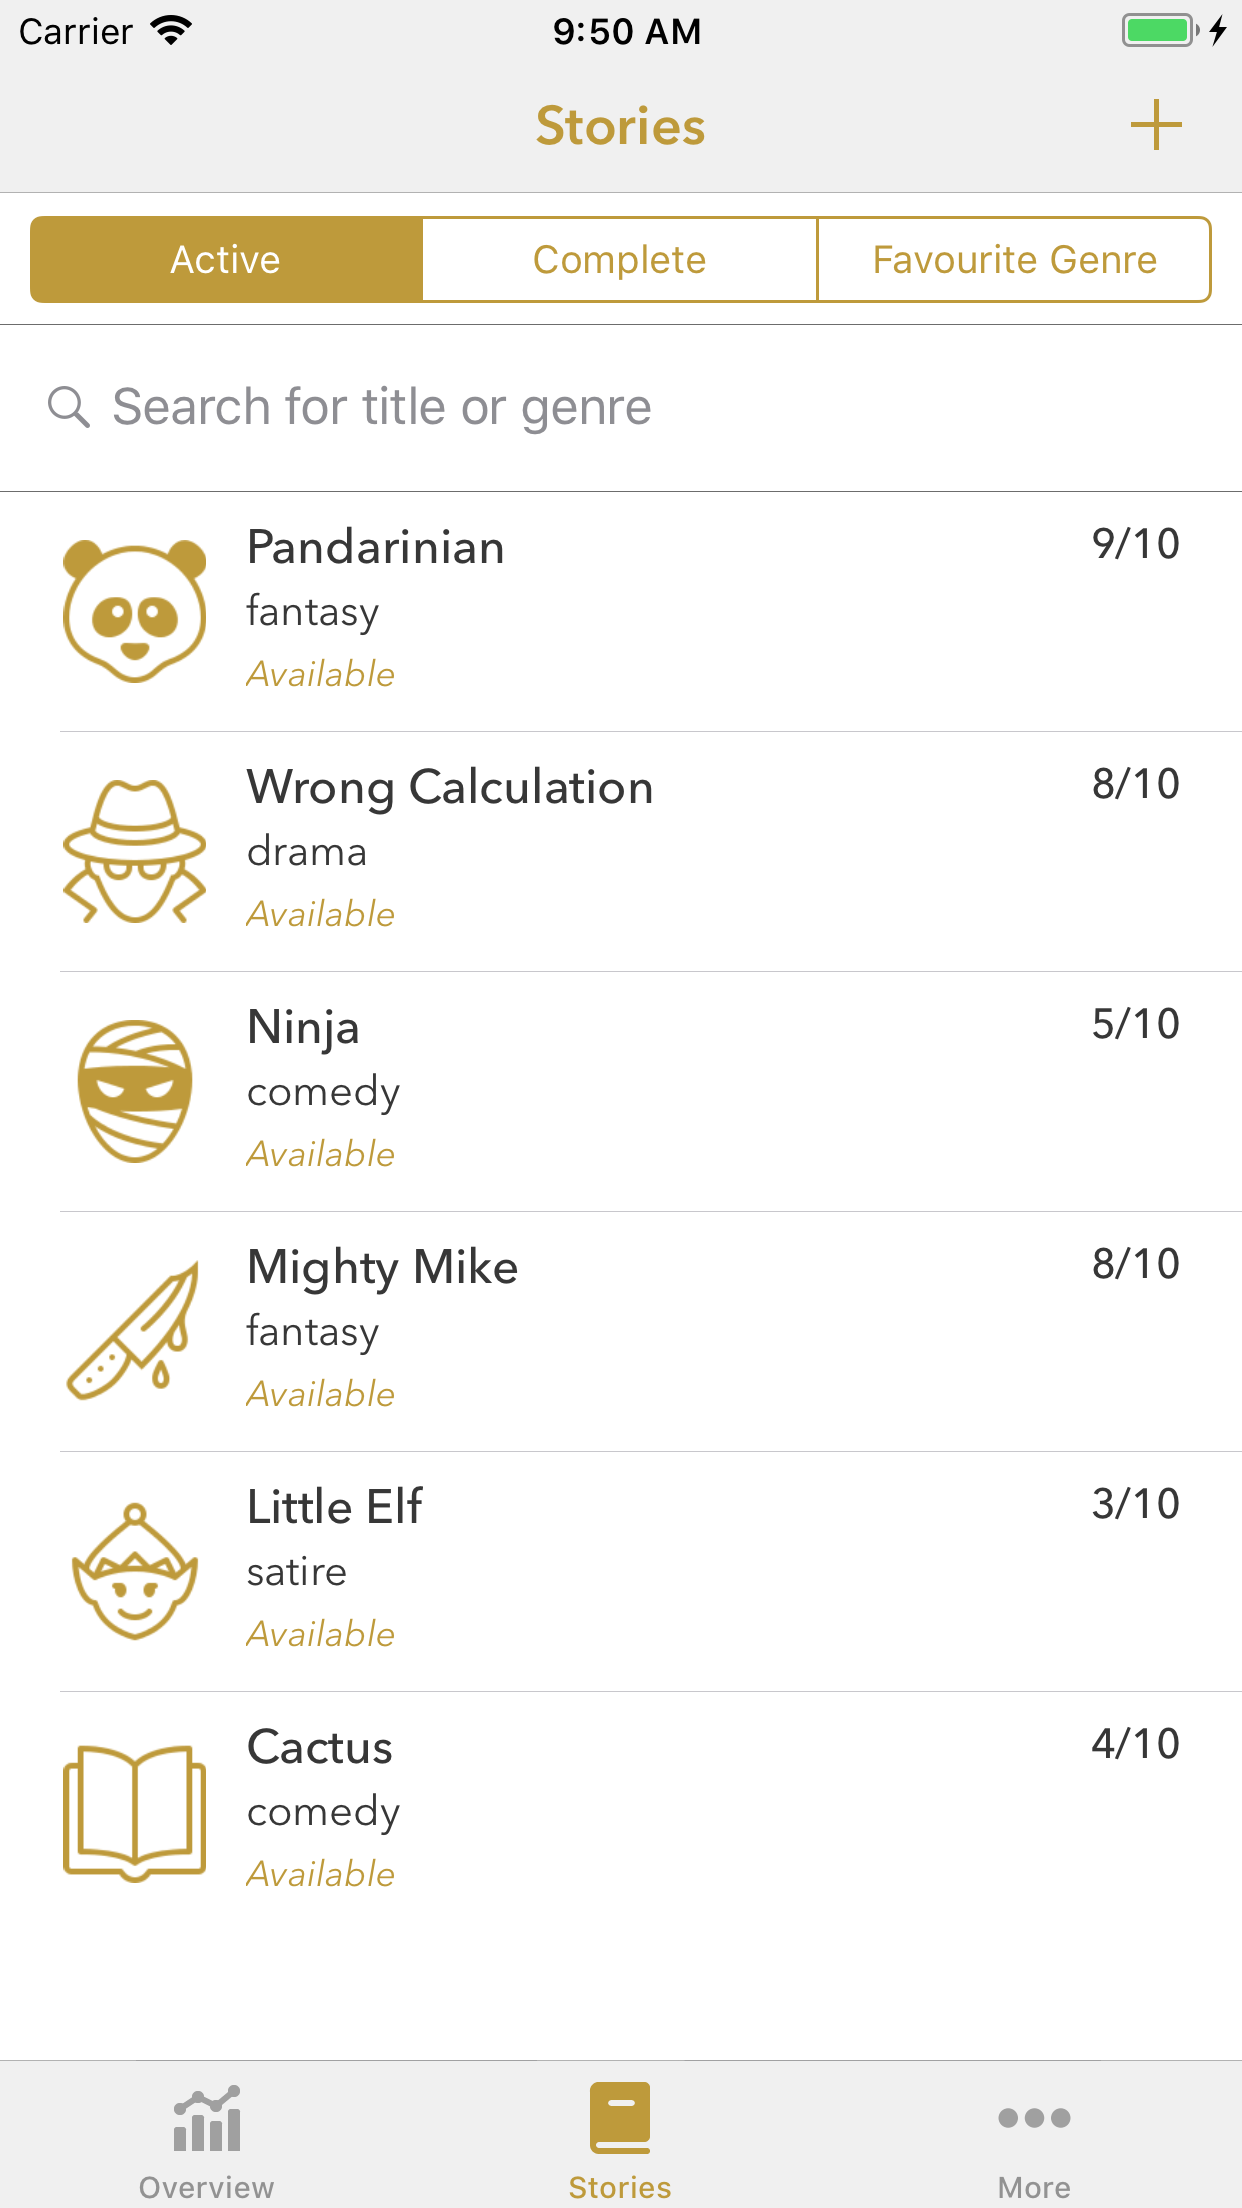 Carrier 9:50 AM
Stories
Active Complete Favourite Genre
Search for title or genre
Pandarinian 9/10
fantasy
Available
Wrong Calculation 8/10
drama
Available
Ninja 5/10
comedy
Available
Mighty Mike 8/10
fantasy
Available
Little Elf 3/10
satire
Available
Cactus 4/10
comedy
Available
Overview Stories More